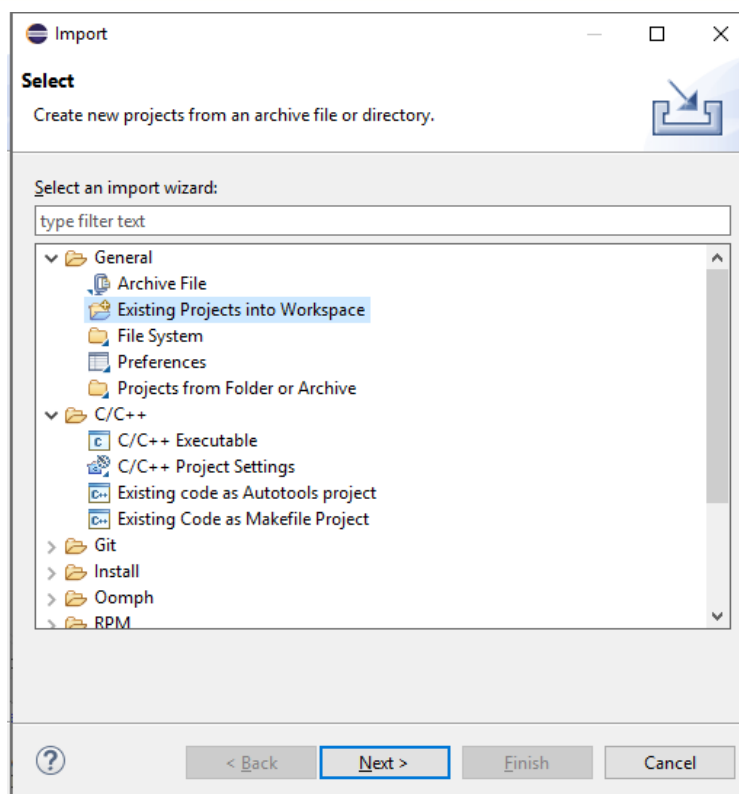 Import
Select
Create new projects from an archive file or directory.
Select an import wizard:
type filter text
General
Archive File
Existing Projects into Workspace
File System
Preferences
Projects from Folder or Archive
C/C++
C/C++ Executable
C/C++ Project Settings
Existing code as Autotools project
Existing Code as Makefile Project
Git
Install
Oomph
RPM
? < Back Next > Finish Cancel